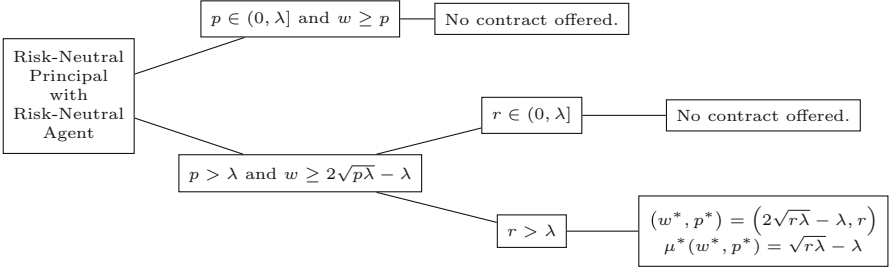 Risk-Neutral
Principal
with
Risk-Neutral
Agent
p ∈ (0, λ] and w ≥ p
No contract offered.
p > λ and w ≥ 2√(pλ) − λ
r ∈ (0, λ]
No contract offered.
r > λ
(w*, p*) = (2√(rλ) − λ, r)
μ*(w*, p*) = √(rλ) − λ